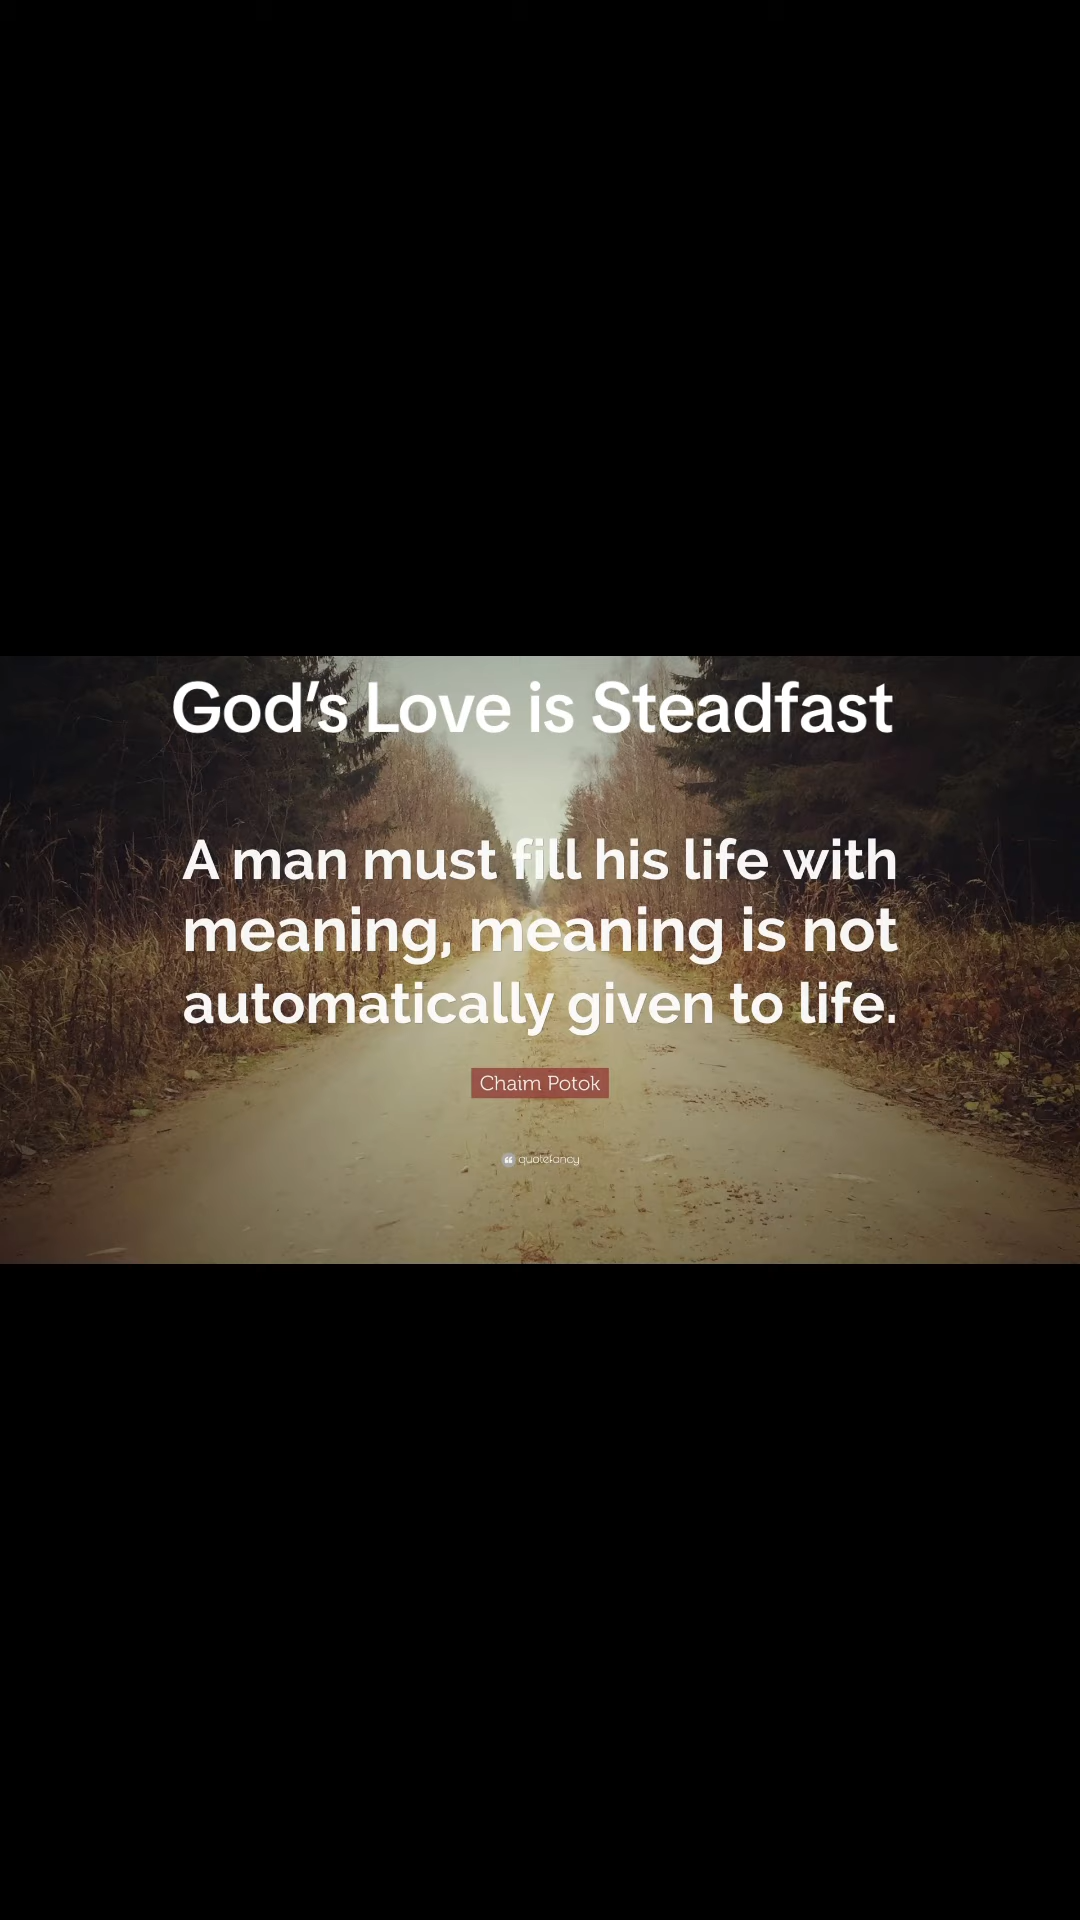 God’s Love is Steadfast
A man must fill his life with
meaning, meaning is not
automatically given to life.
Chaim Potok
quotefancy